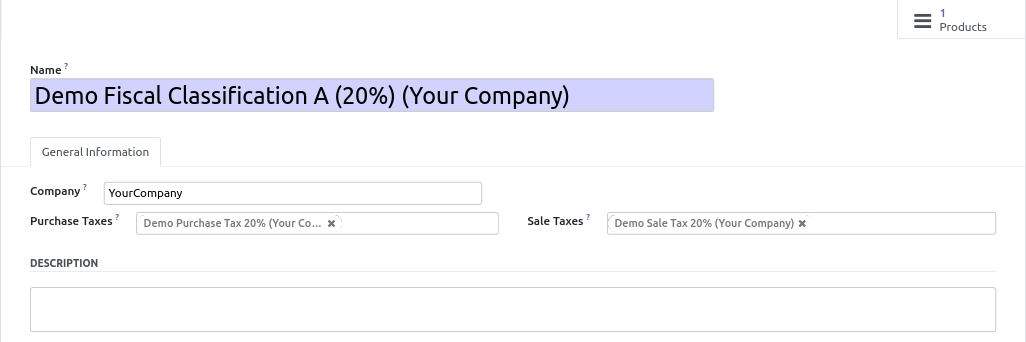 1
Products
Name ?
Demo Fiscal Classification A (20%) (Your Company)
General Information
Company ? YourCompany
Purchase Taxes ? Demo Purchase Tax 20% (Your Co... ✖ Sale Taxes ? Demo Sale Tax 20% (Your Company) ✖
DESCRIPTION